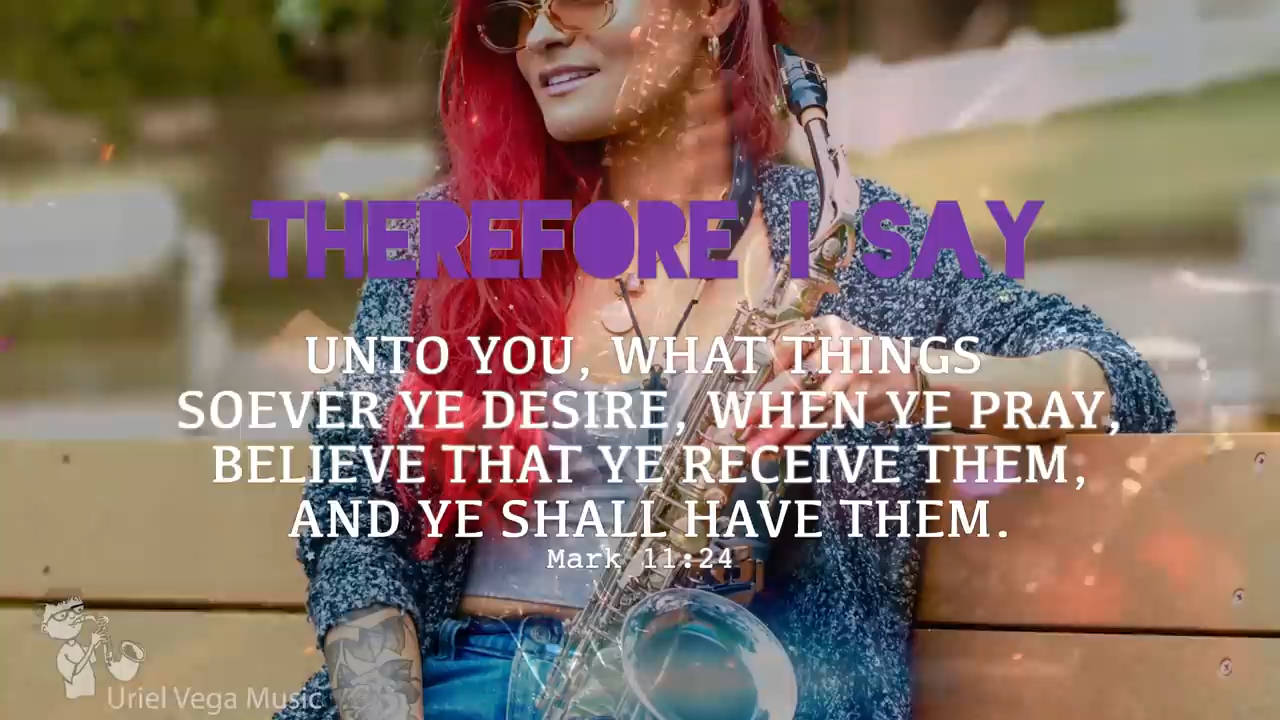 THEREFORE I SAY
UNTO YOU, WHAT THINGS
SOEVER YE DESIRE, WHEN YE PRAY,
BELIEVE THAT YE RECEIVE THEM,
AND YE SHALL HAVE THEM.
Mark 11:24
Uriel Vega Music